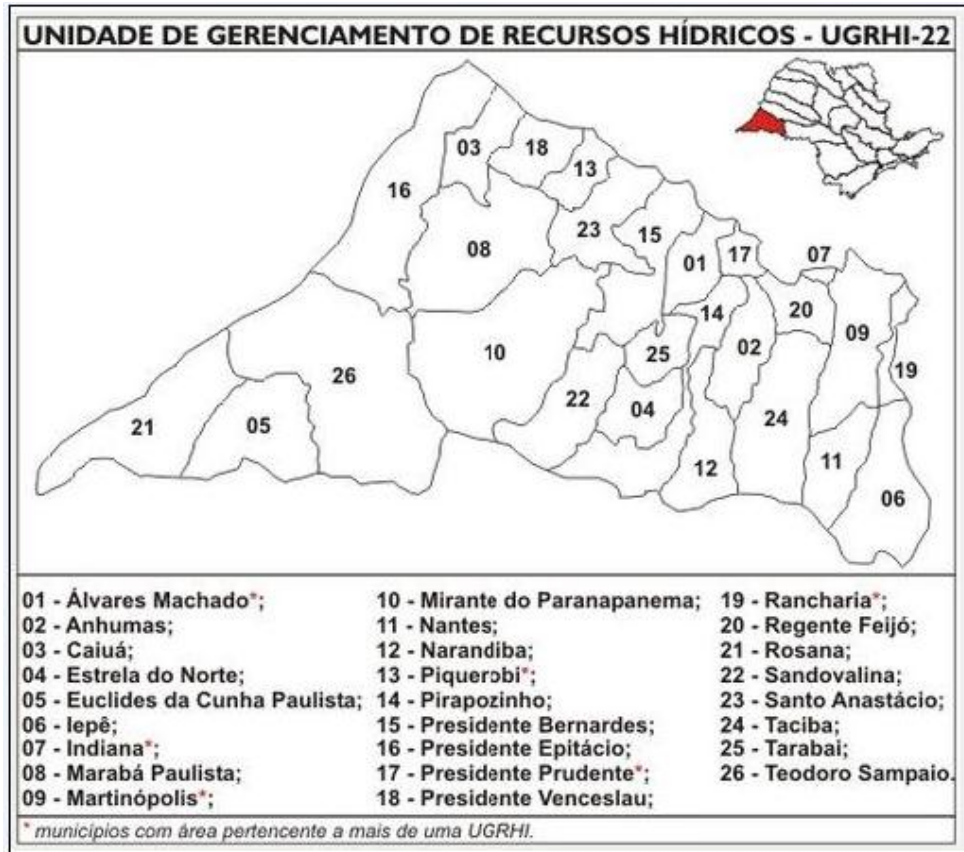 UNIDADE DE GERENCIAMENTO DE RECURSOS HÍDRICOS - UGRHI-22
03
18
13
16
23
15
08
01
17
07
14
20
09
02
10
25
19
26
22
04
24
21
05
12
11
06
01 - Álvares Machado*;
02 - Anhumas;
03 - Caiuá;
04 - Estrela do Norte;
05 - Euclides da Cunha Paulista;
06 - Iepê;
07 - Indiana*;
08 - Marabá Paulista;
09 - Martinópolis*;
10 - Mirante do Paranapanema;
11 - Nantes;
12 - Narandiba;
13 - Piquerobi*;
14 - Pirapozinho;
15 - Presidente Bernardes;
16 - Presidente Epitácio;
17 - Presidente Prudente*;
18 - Presidente Venceslau;
19 - Rancharia*;
20 - Regente Feijó;
21 - Rosana;
22 - Sandovalina;
23 - Santo Anastácio;
24 - Taciba;
25 - Tarabai;
26 - Teodoro Sampaio.
* municípios com área pertencente a mais de uma UGRHI.